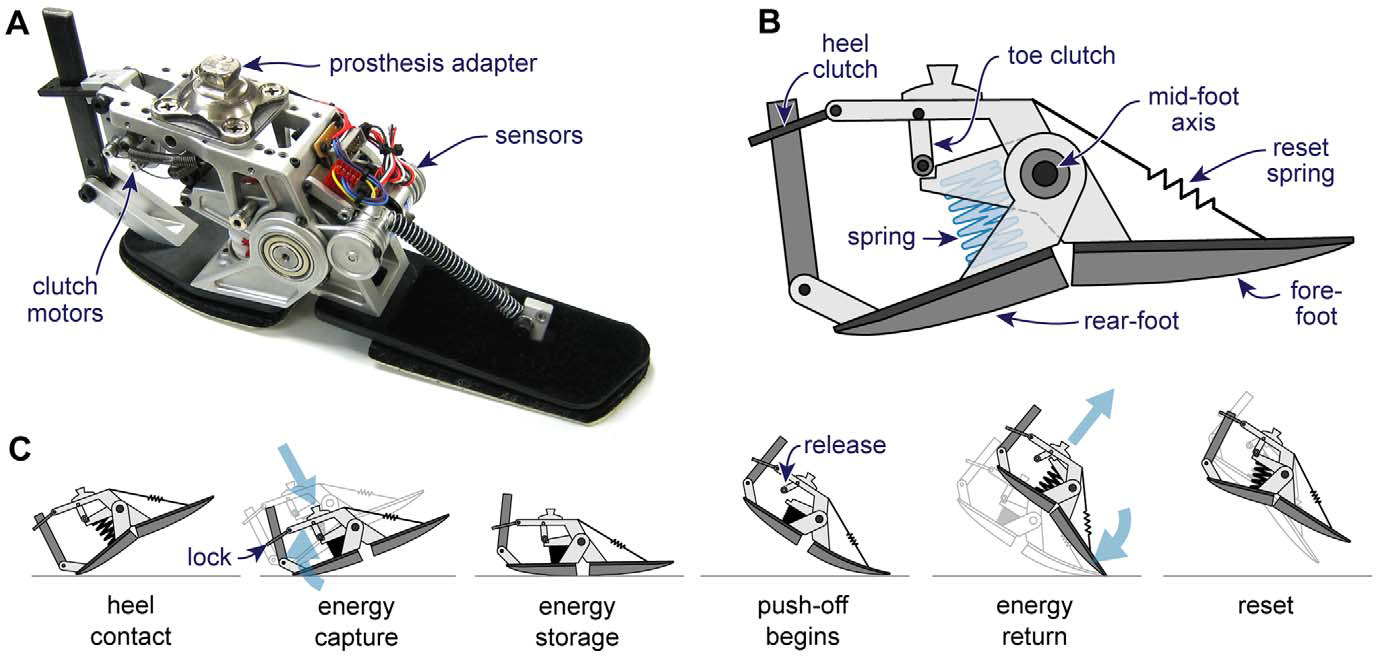 A
prosthesis adapter
sensors
clutch
motors
B
heel
clutch
toe clutch
mid-foot
axis
reset
spring
spring
rear-foot
fore-
foot
C
lock
release
heel
contact
energy
capture
energy
storage
push-off
begins
energy
return
reset